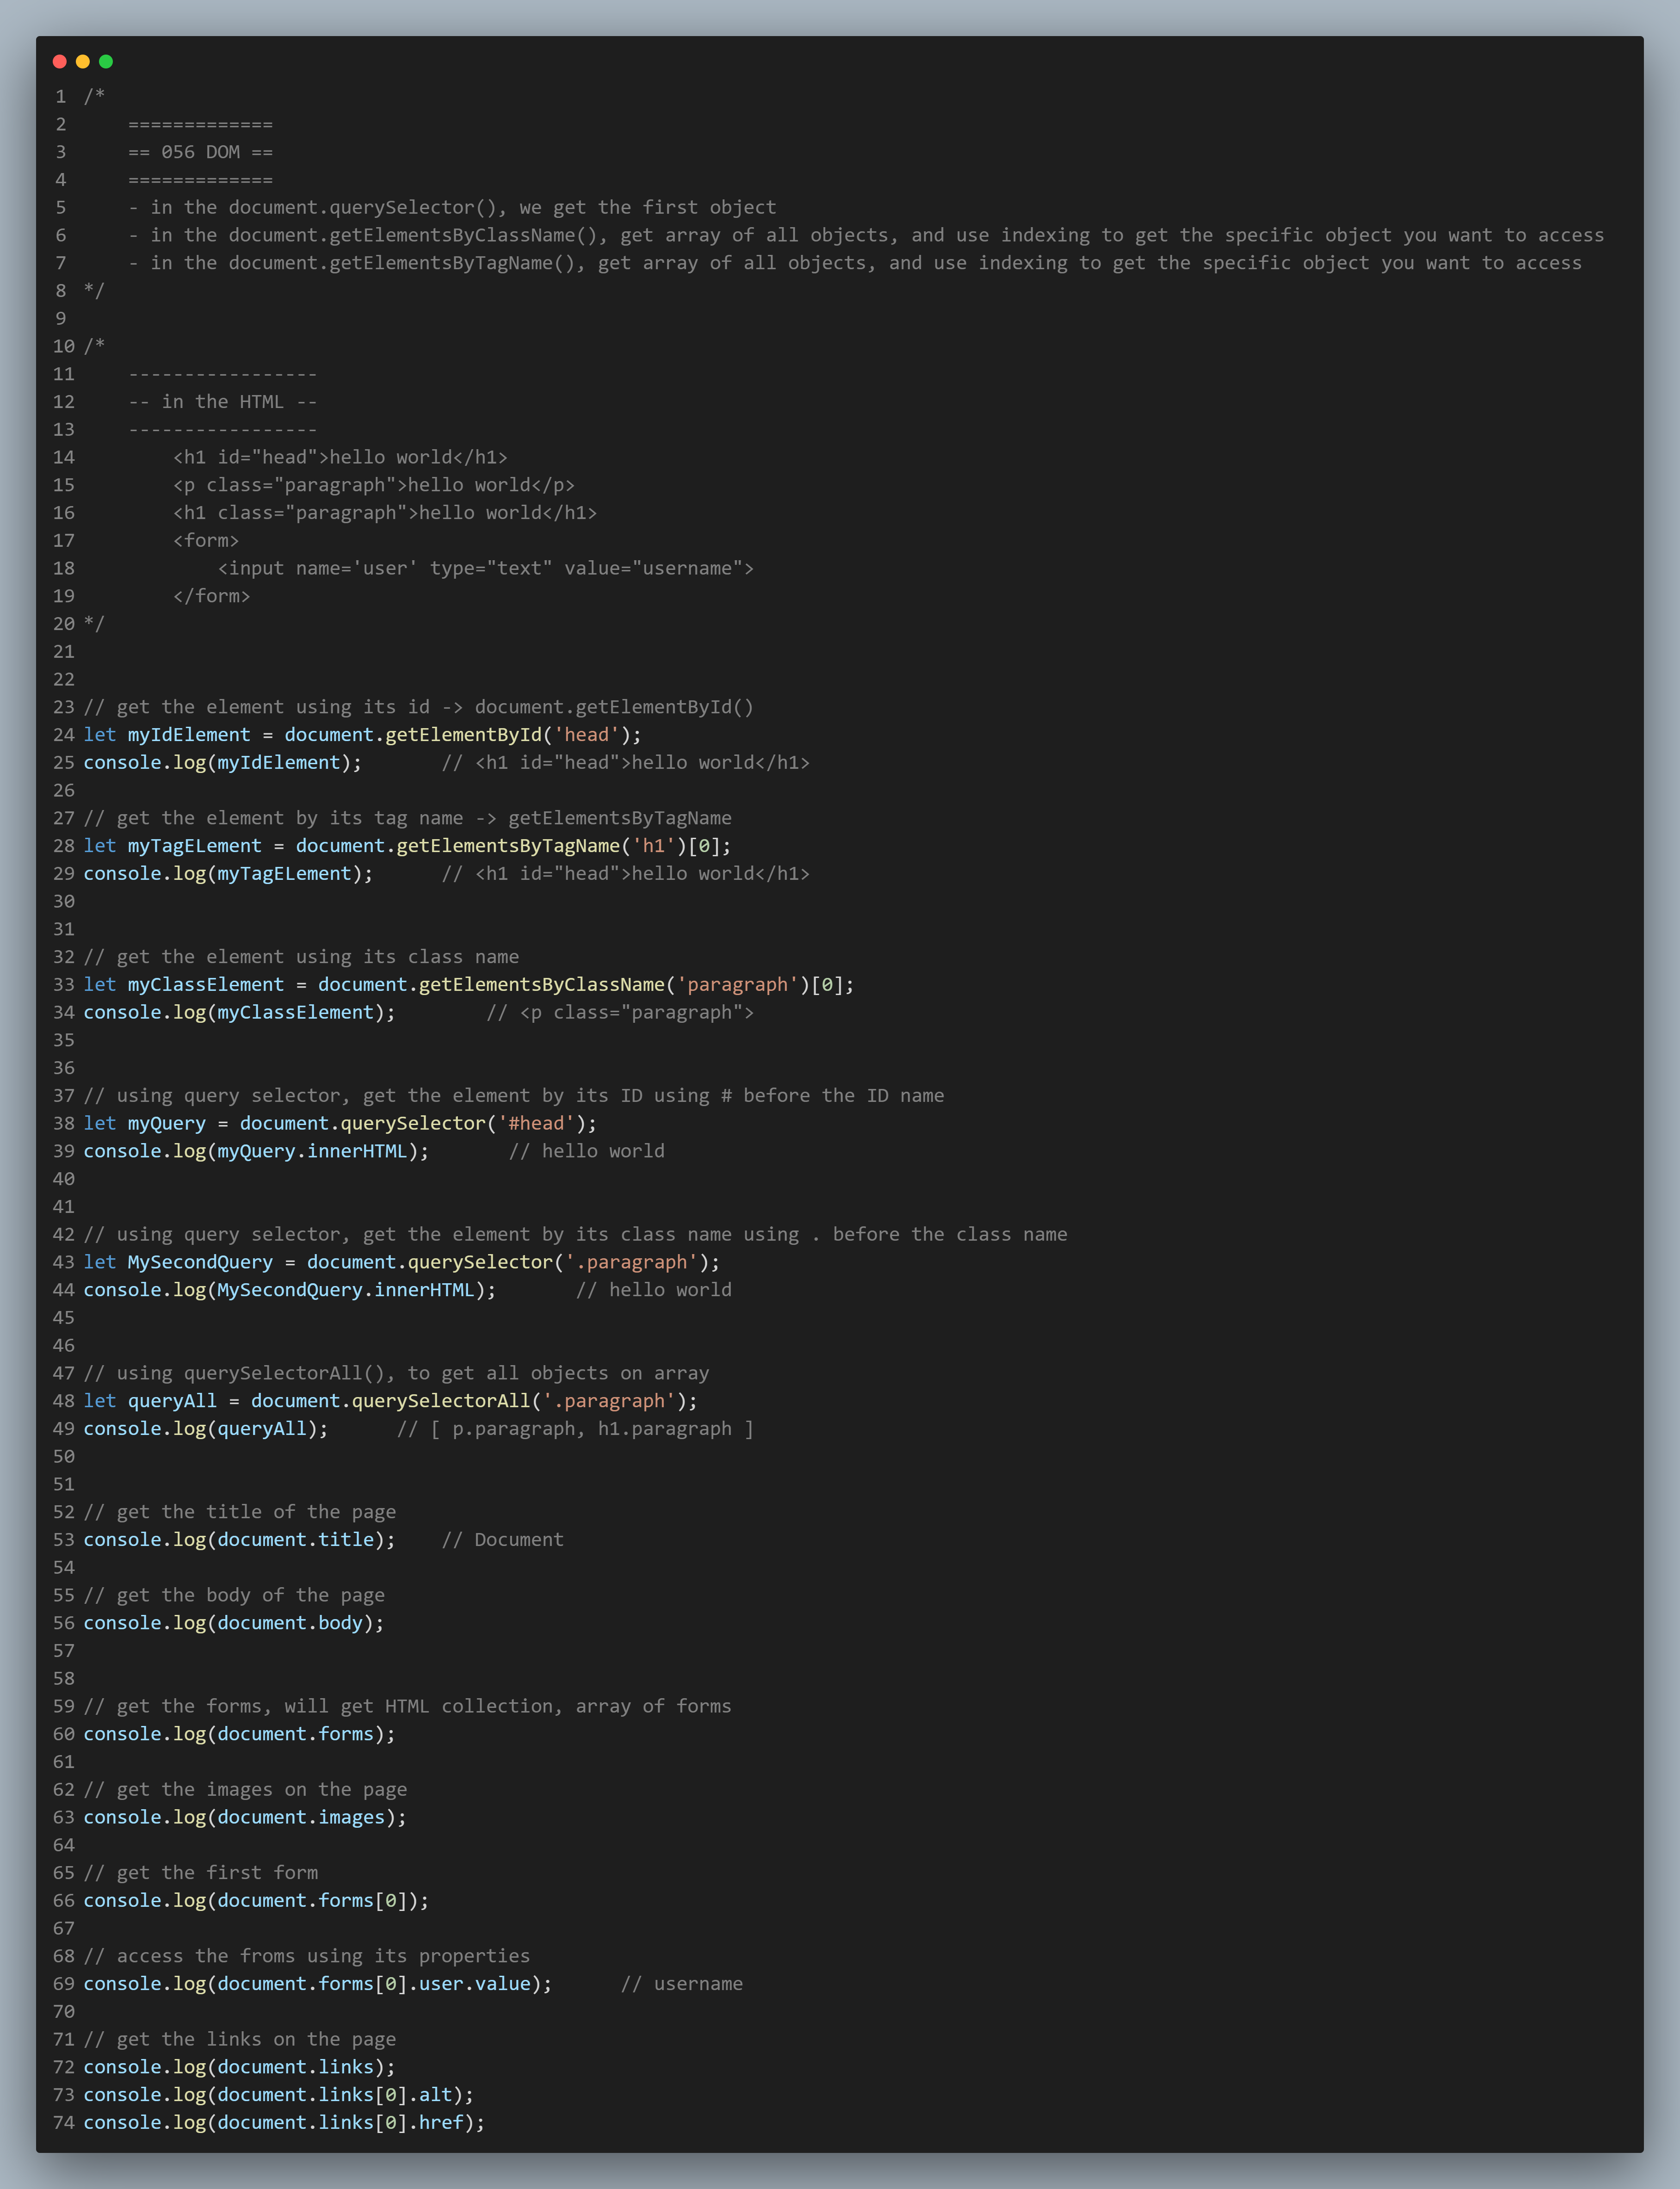 1 /*
2     =============
3     == 056 DOM ==
4     =============
5     - in the document.querySelector(), we get the first object
6     - in the document.getElementsByClassName(), get array of all objects, and use indexing to get the specific object you want to access
7     - in the document.getElementsByTagName(), get array of all objects, and use indexing to get the specific object you want to access
8 */
9
10 /*
11     -----------------
12     -- in the HTML --
13     -----------------
14         <h1 id="head">hello world</h1>
15         <p class="paragraph">hello world</p>
16         <h1 class="paragraph">hello world</h1>
17         <form>
18             <input name='user' type="text" value="username">
19         </form>
20 */
21
22
23 // get the element using its id -> document.getElementById()
24 let myIdElement = document.getElementById('head');
25 console.log(myIdElement);       // <h1 id="head">hello world</h1>
26
27 // get the element by its tag name -> getElementsByTagName
28 let myTagELement = document.getElementsByTagName('h1')[0];
29 console.log(myTagELement);      // <h1 id="head">hello world</h1>
30
31
32 // get the element using its class name
33 let myClassElement = document.getElementsByClassName('paragraph')[0];
34 console.log(myClassElement);        // <p class="paragraph">
35
36
37 // using query selector, get the element by its ID using # before the ID name
38 let myQuery = document.querySelector('#head');
39 console.log(myQuery.innerHTML);       // hello world
40
41
42 // using query selector, get the element by its class name using . before the class name
43 let MySecondQuery = document.querySelector('.paragraph');
44 console.log(MySecondQuery.innerHTML);       // hello world
45
46
47 // using querySelectorAll(), to get all objects on array
48 let queryAll = document.querySelectorAll('.paragraph');
49 console.log(queryAll);      // [ p.paragraph, h1.paragraph ]
50
51
52 // get the title of the page
53 console.log(document.title);    // Document
54
55 // get the body of the page
56 console.log(document.body);
57
58
59 // get the forms, will get HTML collection, array of forms
60 console.log(document.forms);
61
62 // get the images on the page
63 console.log(document.images);
64
65 // get the first form
66 console.log(document.forms[0]);
67
68 // access the froms using its properties
69 console.log(document.forms[0].user.value);      // username
70
71 // get the links on the page
72 console.log(document.links);
73 console.log(document.links[0].alt);
74 console.log(document.links[0].href);